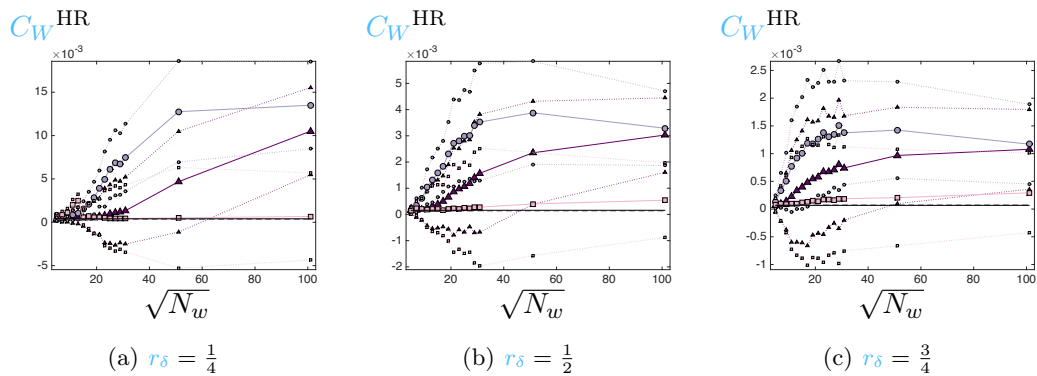 C_W^HR C_W^HR C_W^HR
×10^-3 ×10^-3 ×10^-3
15 10 5 0 -5
5 4 3 2 1 0 -1 -2
2.5 2 1.5 1 0.5 0 -0.5 -1
20 40 60 80 100 20 40 60 80 100 20 40 60 80 100
√N_w √N_w √N_w
(a) r_δ = 1/4 (b) r_δ = 1/2 (c) r_δ = 3/4